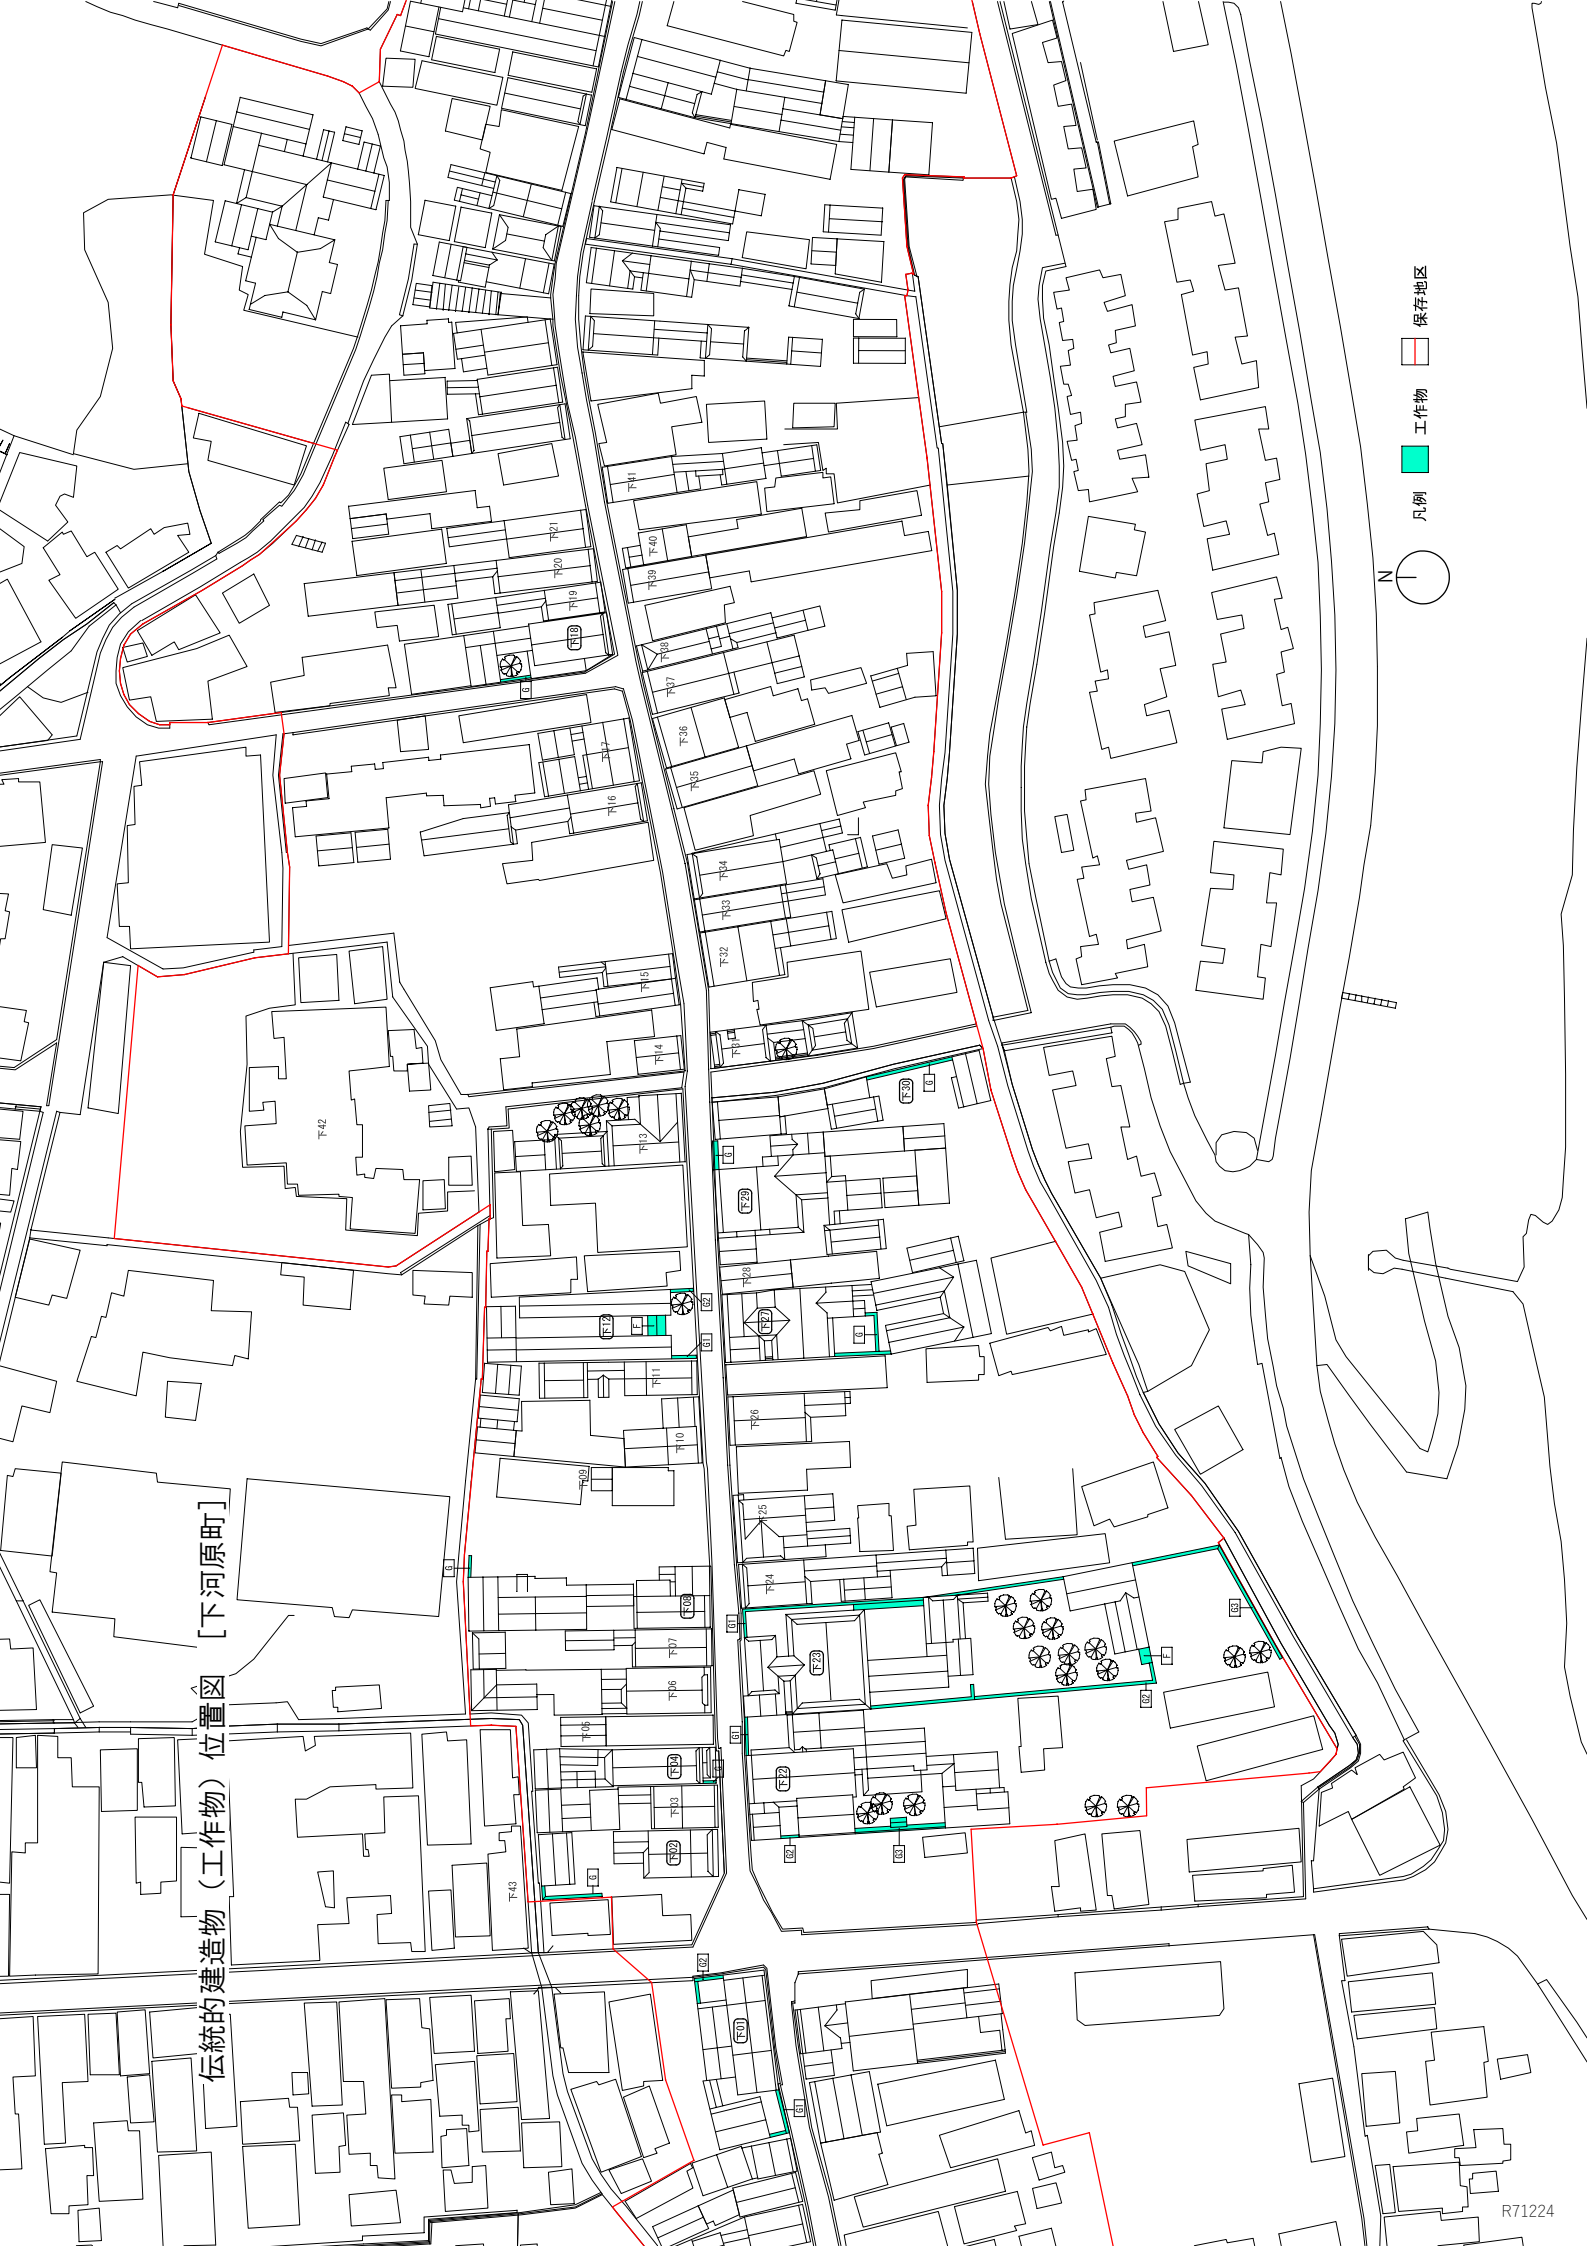 伝統的建造物（工作物）位置図　［下河原町］
凡例　工作物　保存地区
N
下42
下43
下21
下20
下19
下18
G
下17
下16
下15
下14
下13
下12
F
G2
G1
下11
下10
下09
G
下08
下07
下06
下05
下04
G
下03
下02
G
G2
下01
G1
下41
下40
下39
下38
下37
下36
下35
下34
下33
下32
下31
下30
G
G
下29
下28
下27
G
下26
下25
下24
G1
下23
G3
F
G2
G1
下22
G2
G3
R71224